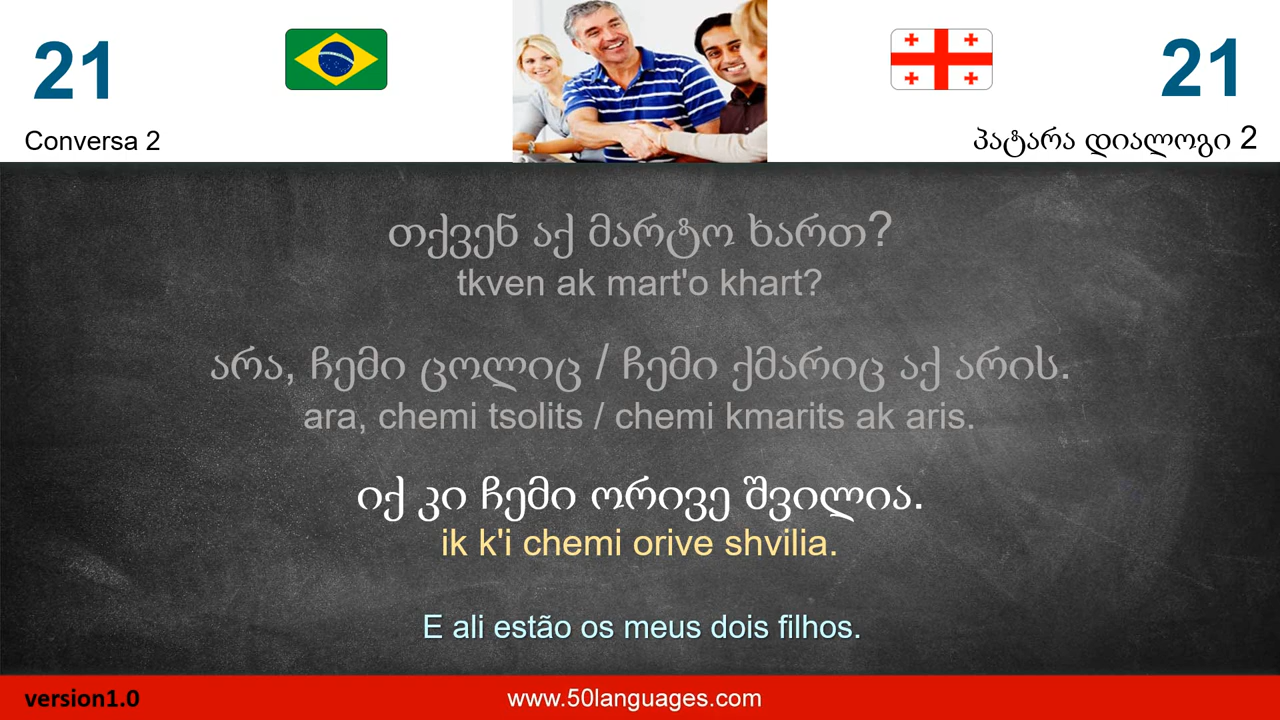 21
21
Conversa 2
პატარა დიალოგი 2
თქვენ აქ მარტო ხართ?
tkven ak mart'o khart?
არა, ჩემი ცოლიც / ჩემი ქმარიც აქ არის.
ara, chemi tsolits / chemi kmarits ak aris.
იქ კი ჩემი ორივე შვილია.
ik k'i chemi orive shvilia.
E ali estão os meus dois filhos.
version1.0
www.50languages.com